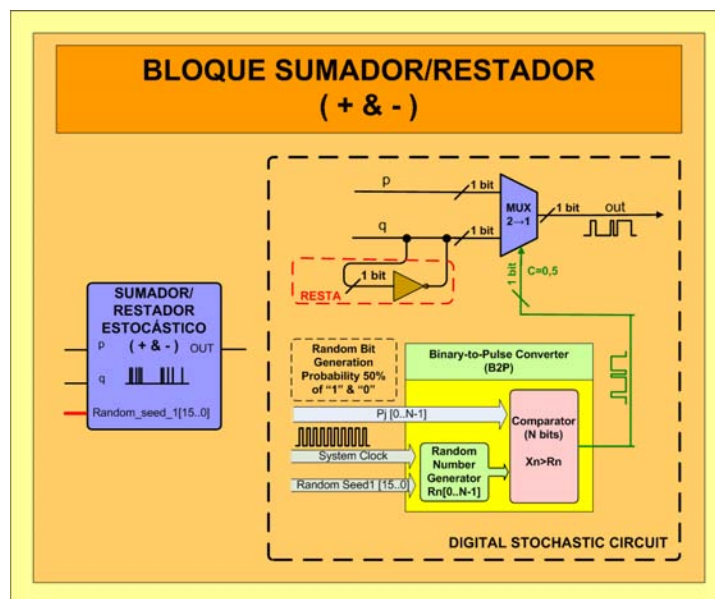 BLOQUE SUMADOR/RESTADOR
( + & - )
p
1 bit
MUX
2→1
1 bit
out
q
1 bit
1 bit
RESTA
1 bit
C=0,5
SUMADOR/
RESTADOR
ESTOCÁSTICO
( + & - )
p
OUT
q
Random_seed_1[15..0]
Random Bit
Generation
Probability 50%
of “1” & “0”
Binary-to-Pulse Converter
(B2P)
Pj [0..N-1]
Comparator
(N bits)
Xn>Rn
System Clock
Random
Number
Generator
Rn[0..N-1]
Random Seed1 [15..0]
DIGITAL STOCHASTIC CIRCUIT